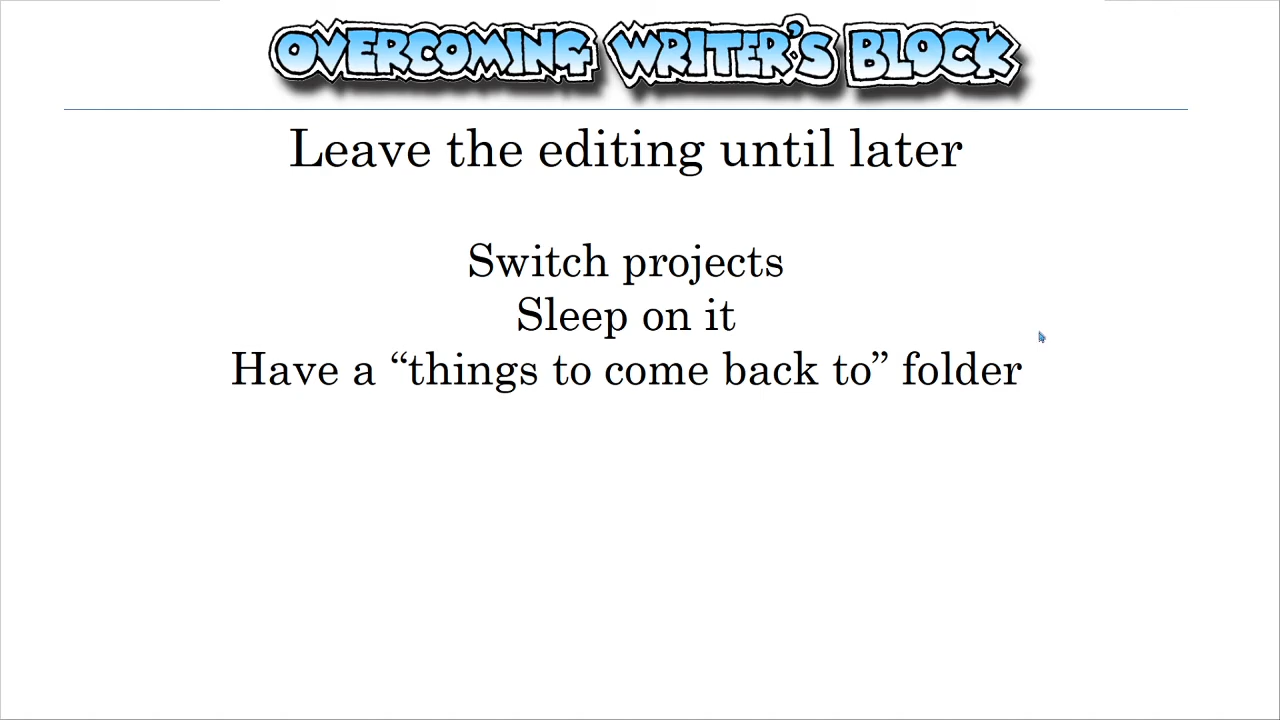 OVERCOMING WRITER'S BLOCK
Leave the editing until later
Switch projects
Sleep on it
Have a “things to come back to” folder